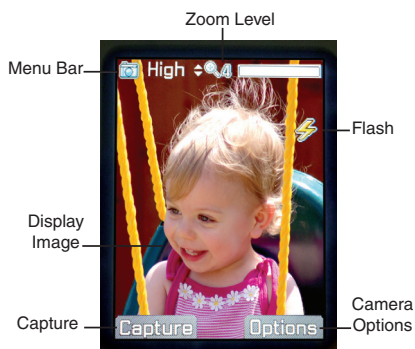 Zoom Level
Menu Bar
High 4
Flash
Display
Image
Capture
Capture
Options
Camera
Options